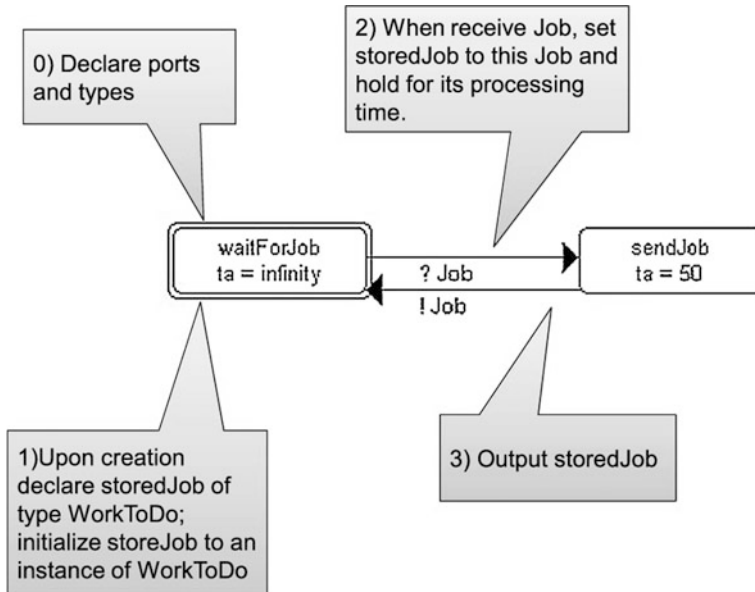 0) Declare ports
and types
2) When receive Job, set
storedJob to this Job and
hold for its processing
time.
waitForJob
ta = infinity
? Job
! Job
sendJob
ta = 50
1)Upon creation
declare storedJob of
type WorkToDo;
initialize storeJob to an
instance of WorkToDo
3) Output storedJob